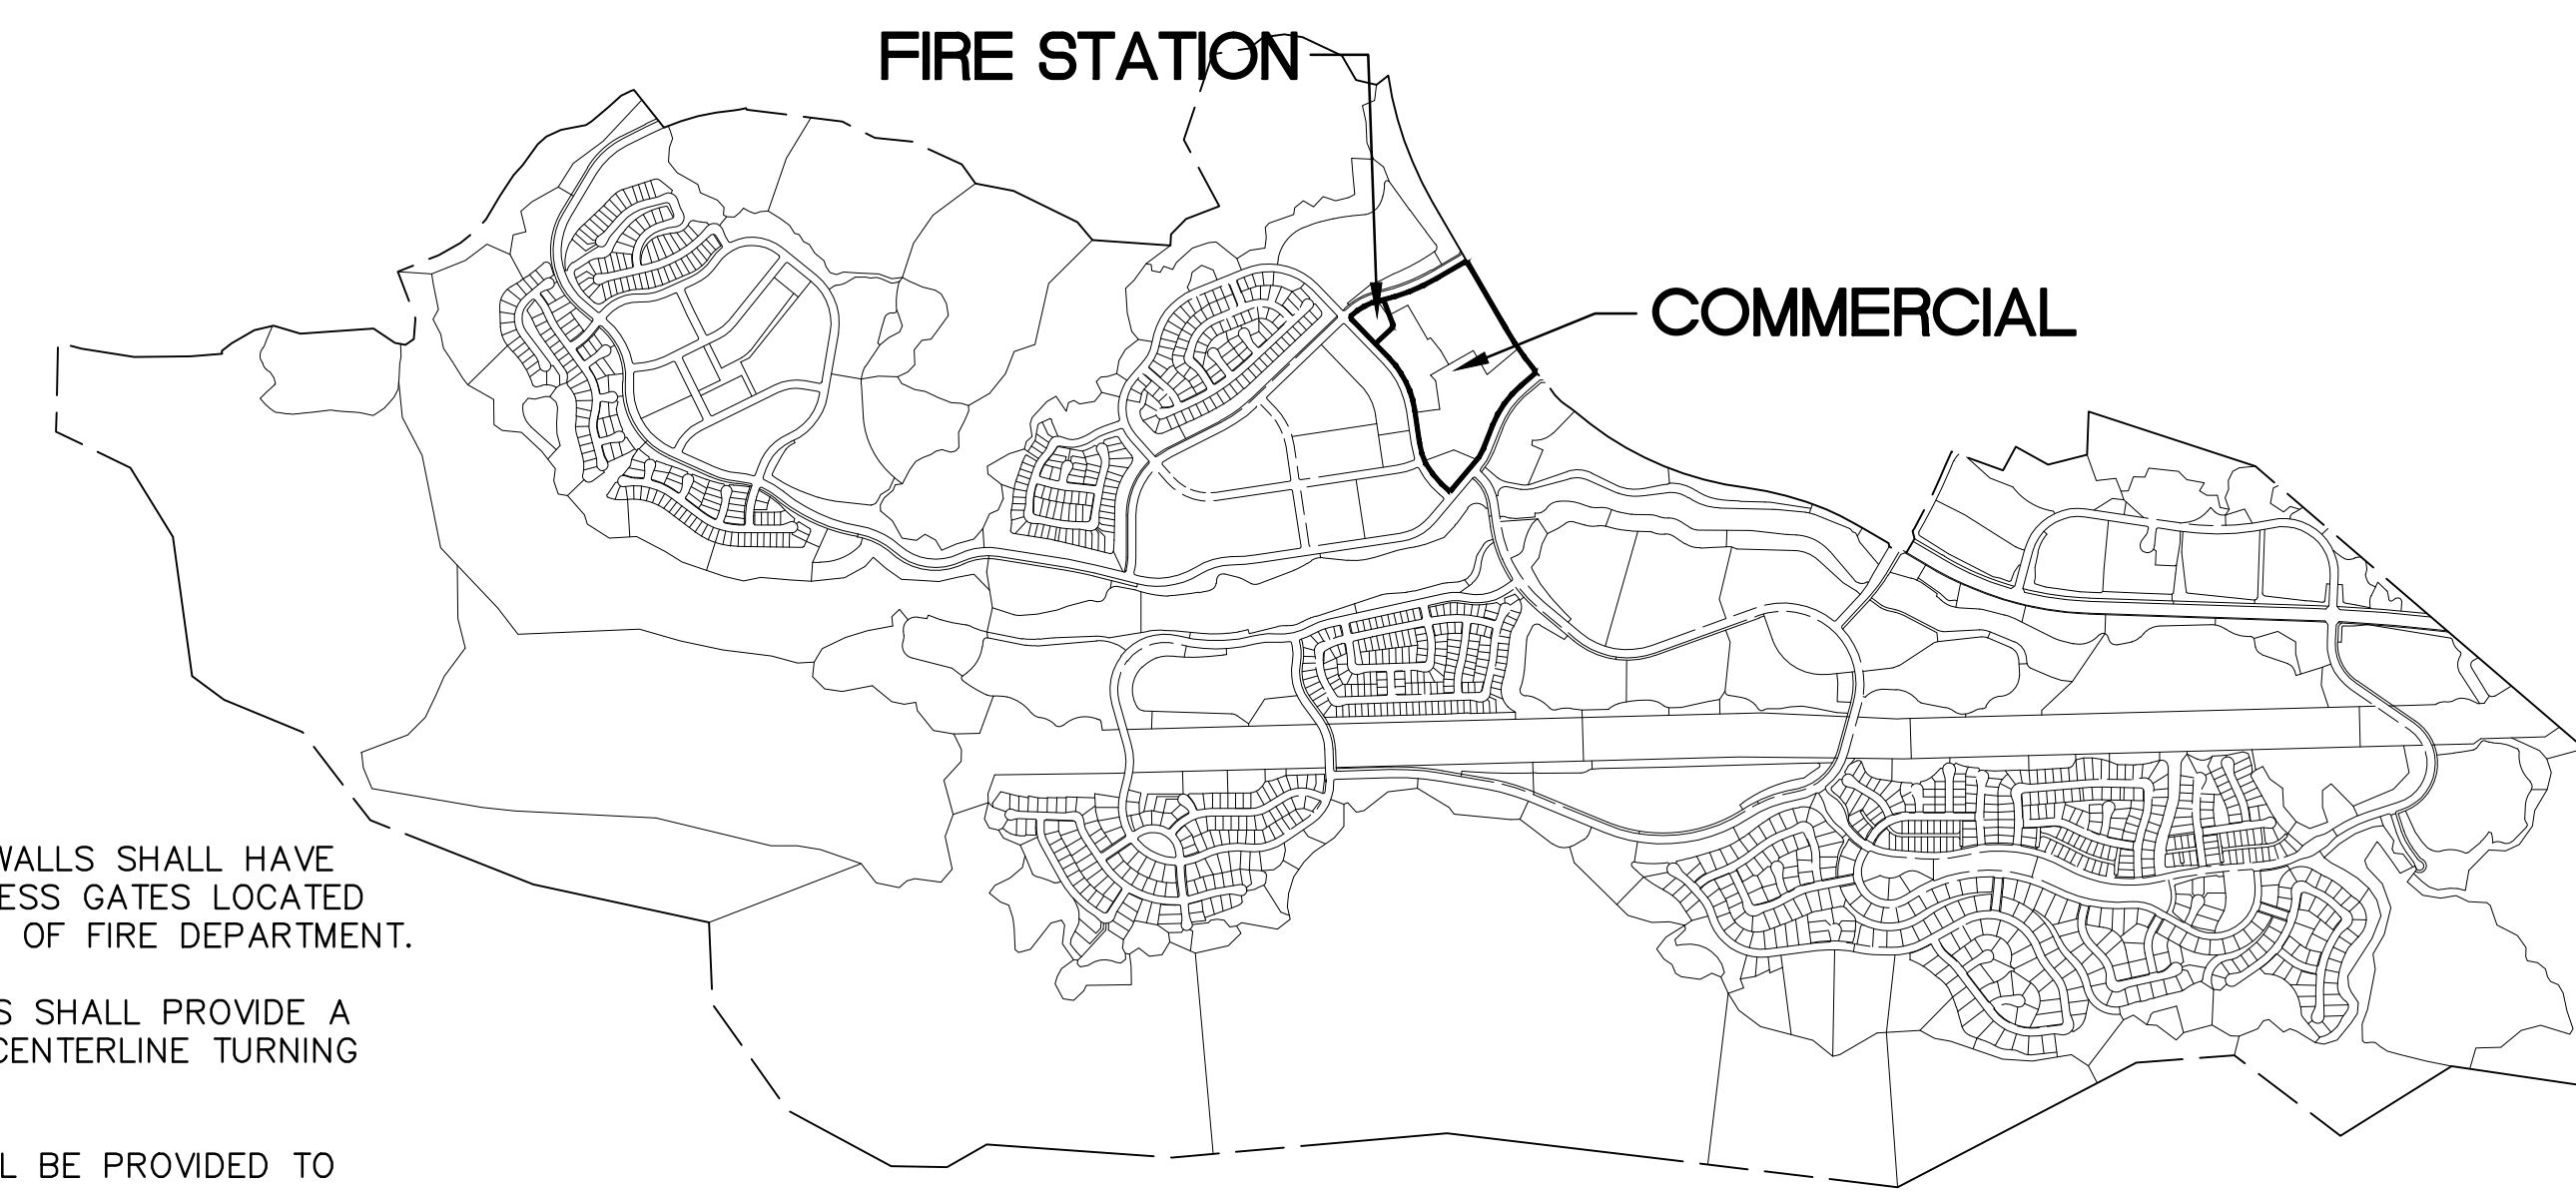 FIRE STATION
COMMERCIAL
WALLS SHALL HAVE
ESS GATES LOCATED
OF FIRE DEPARTMENT.
S SHALL PROVIDE A
CENTERLINE TURNING
L BE PROVIDED TO